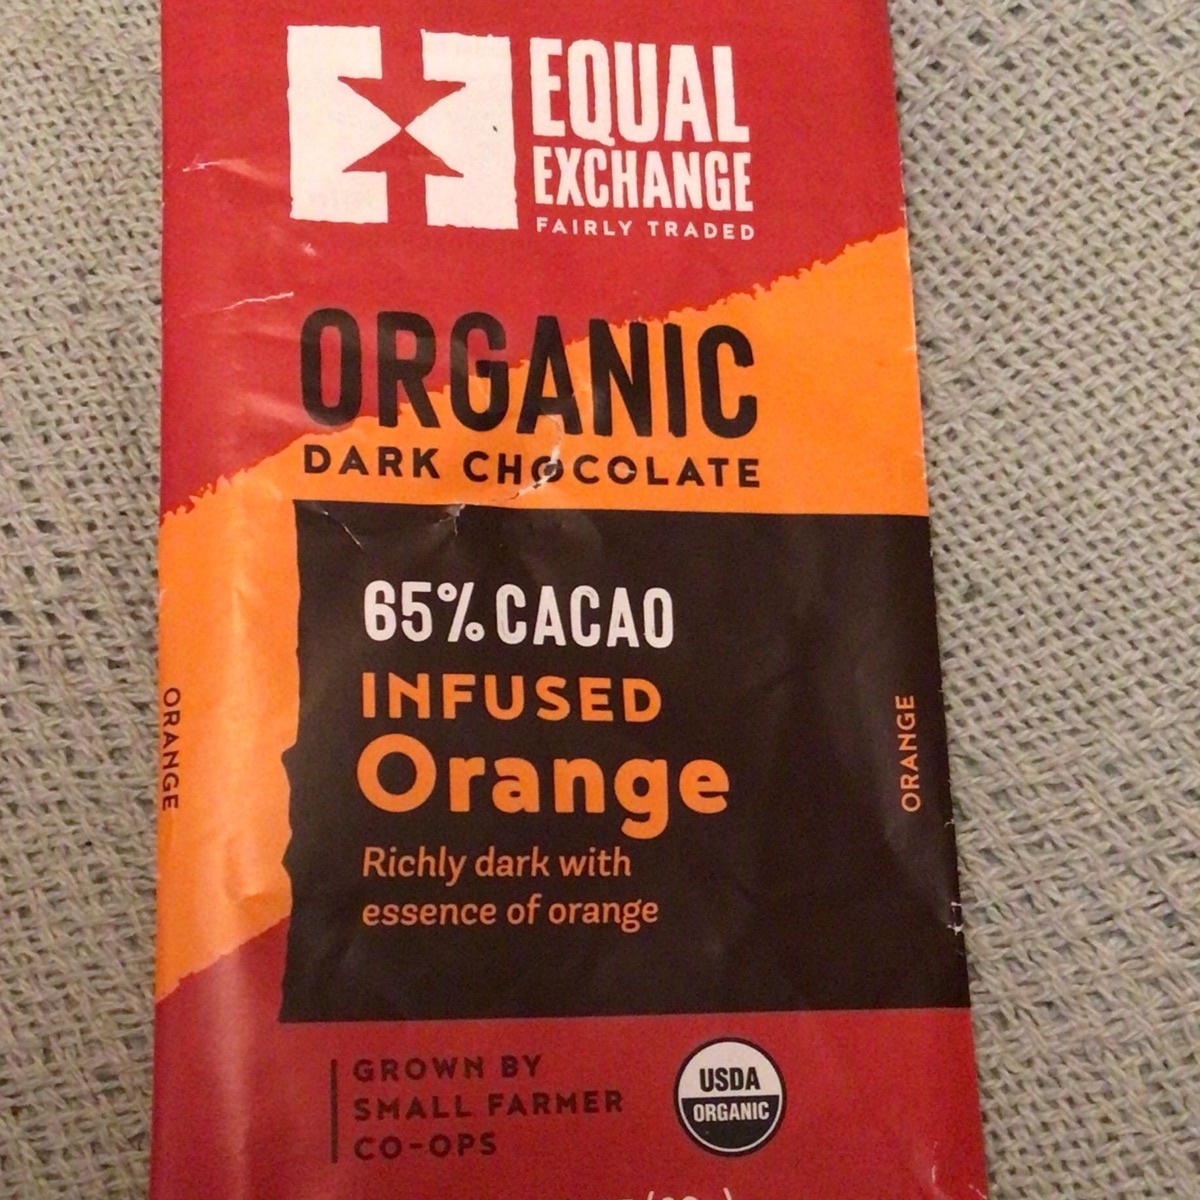 EQUAL
EXCHANGE
FAIRLY TRADED
ORGANIC
DARK CHOCOLATE
65% CACAO
INFUSED
Orange
Richly dark with
essence of orange
ORANGE
ORANGE
GROWN BY
SMALL FARMER
CO-OPS
USDA
ORGANIC